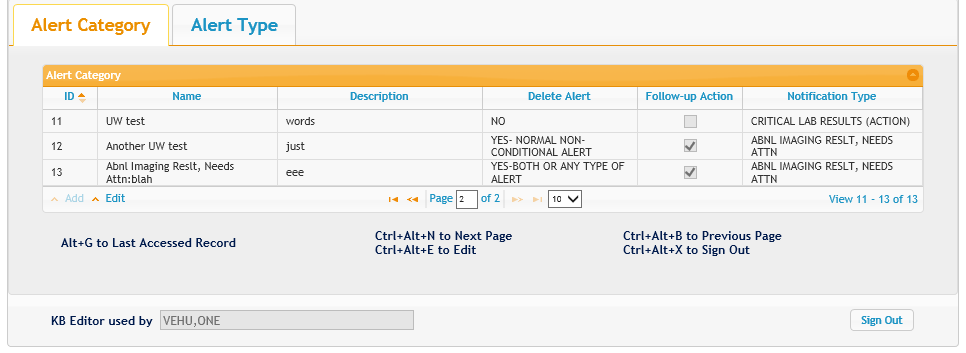 Alert Category Alert Type
Alert Category
ID Name Description Delete Alert Follow-up Action Notification Type
11 UW test words NO CRITICAL LAB RESULTS (ACTION)
12 Another UW test just YES- NORMAL NON-CONDITIONAL ALERT ABNL IMAGING RESLT, NEEDS ATTN
13 Abnl Imaging Reslt, Needs Attn:blah eee YES-BOTH OR ANY TYPE OF ALERT ABNL IMAGING RESLT, NEEDS ATTN
Add Edit Page 2 of 2 10 View 11 - 13 of 13
Alt+G to Last Accessed Record
Ctrl+Alt+N to Next Page
Ctrl+Alt+E to Edit
Ctrl+Alt+B to Previous Page
Ctrl+Alt+X to Sign Out
KB Editor used by VEHU,ONE Sign Out